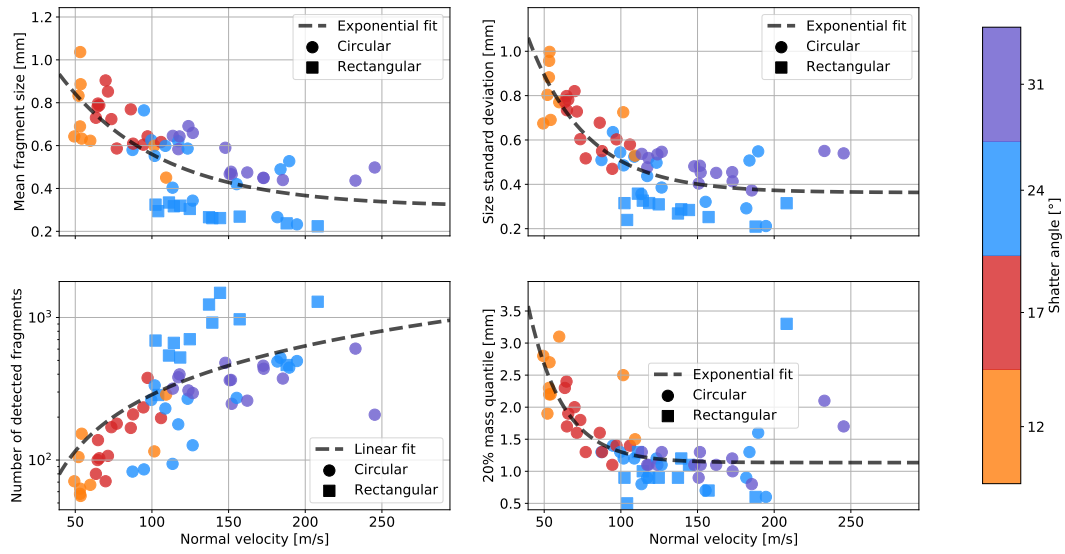 1.2
1.0
0.8
0.6
0.4
0.2
Mean fragment size [mm]
Exponential fit
Circular
Rectangular
1.0
0.8
0.6
0.4
0.2
Size standard deviation [mm]
Exponential fit
Circular
Rectangular
10³
10²
Number of detected fragments
Linear fit
Circular
Rectangular
50 100 150 200 250
Normal velocity [m/s]
3.5
3.0
2.5
2.0
1.5
1.0
0.5
20% mass quantile [mm]
Exponential fit
Circular
Rectangular
50 100 150 200 250
Normal velocity [m/s]
31
24
17
12
Shatter angle [°]